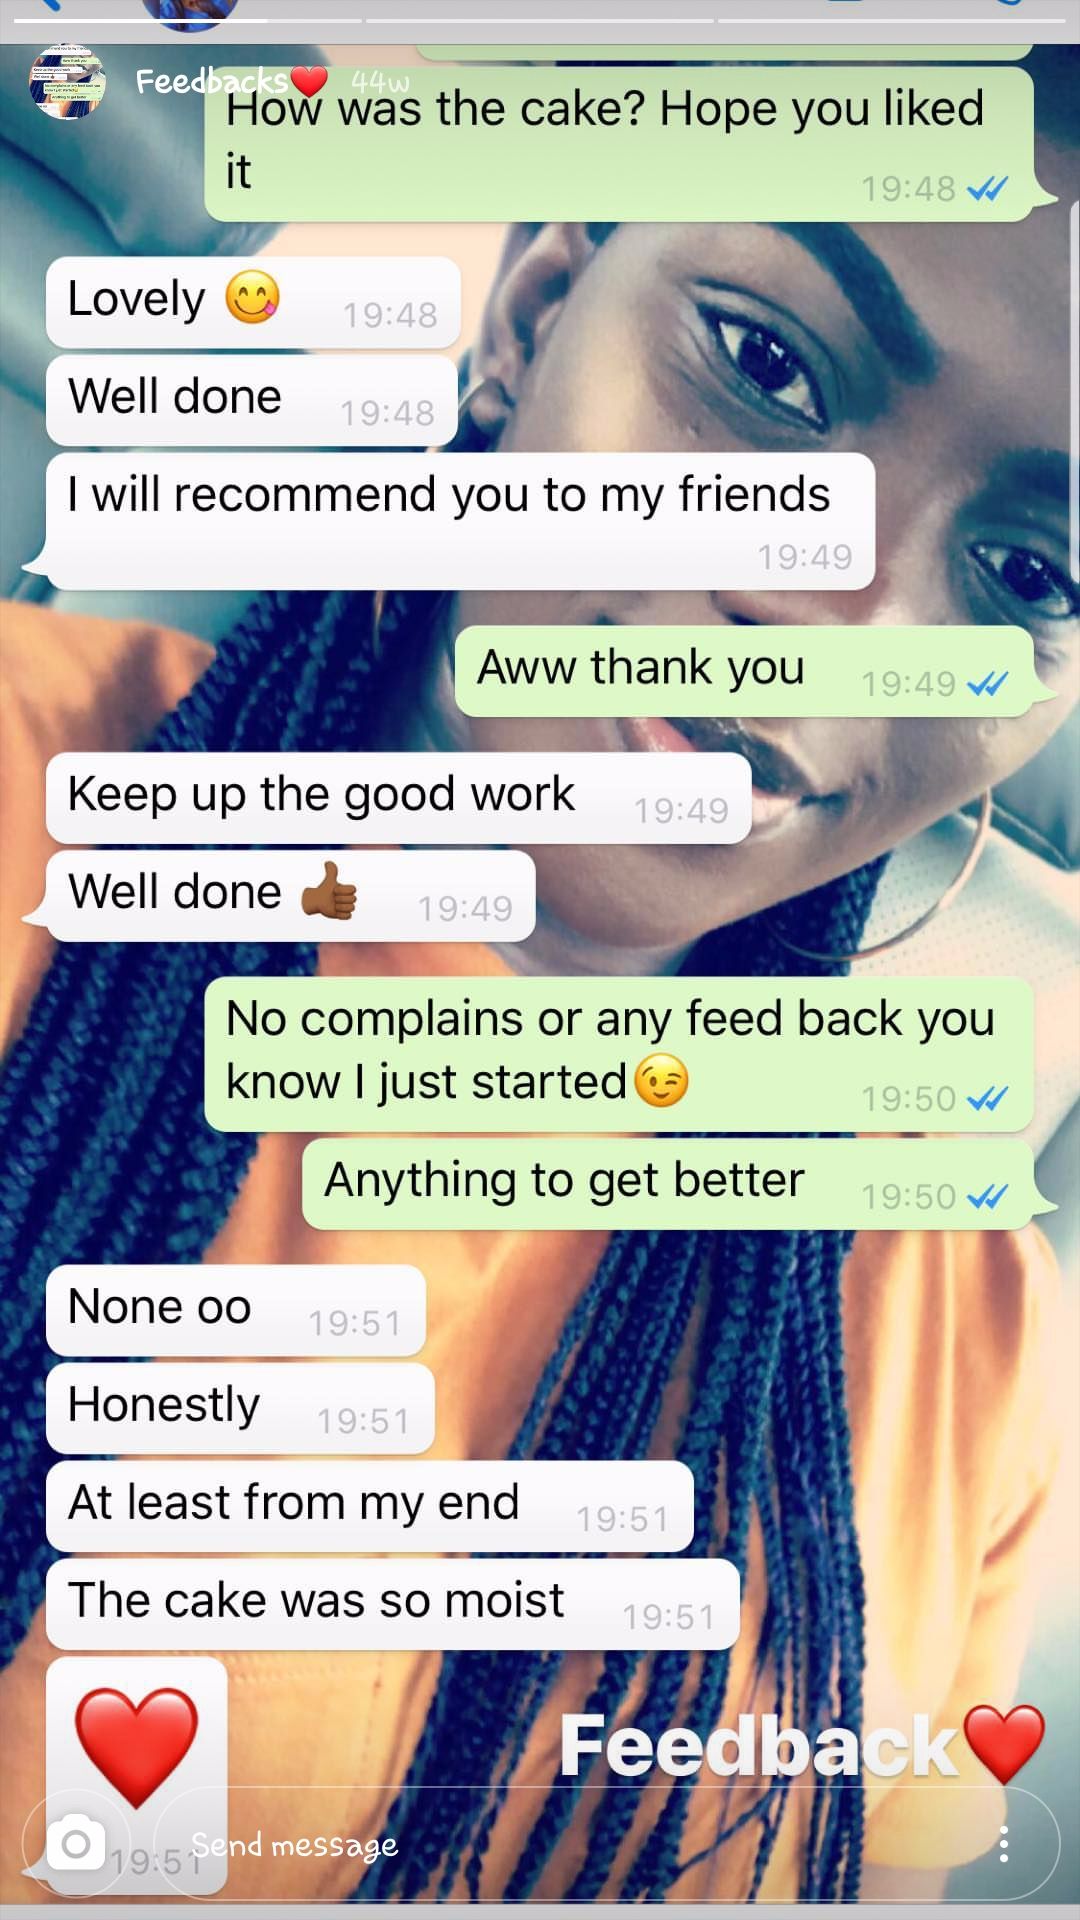 Feedbacks❤️ 44w
How was the cake? Hope you liked
it
19:48
Lovely 😋 19:48
Well done 19:48
I will recommend you to my friends
19:49
Aww thank you 19:49
Keep up the good work 19:49
Well done 👍🏾 19:49
No complains or any feed back you
know I just started😉 19:50
Anything to get better 19:50
None oo 19:51
Honestly 19:51
At least from my end 19:51
The cake was so moist 19:51
❤️
Feedback❤️
19:51
Send message